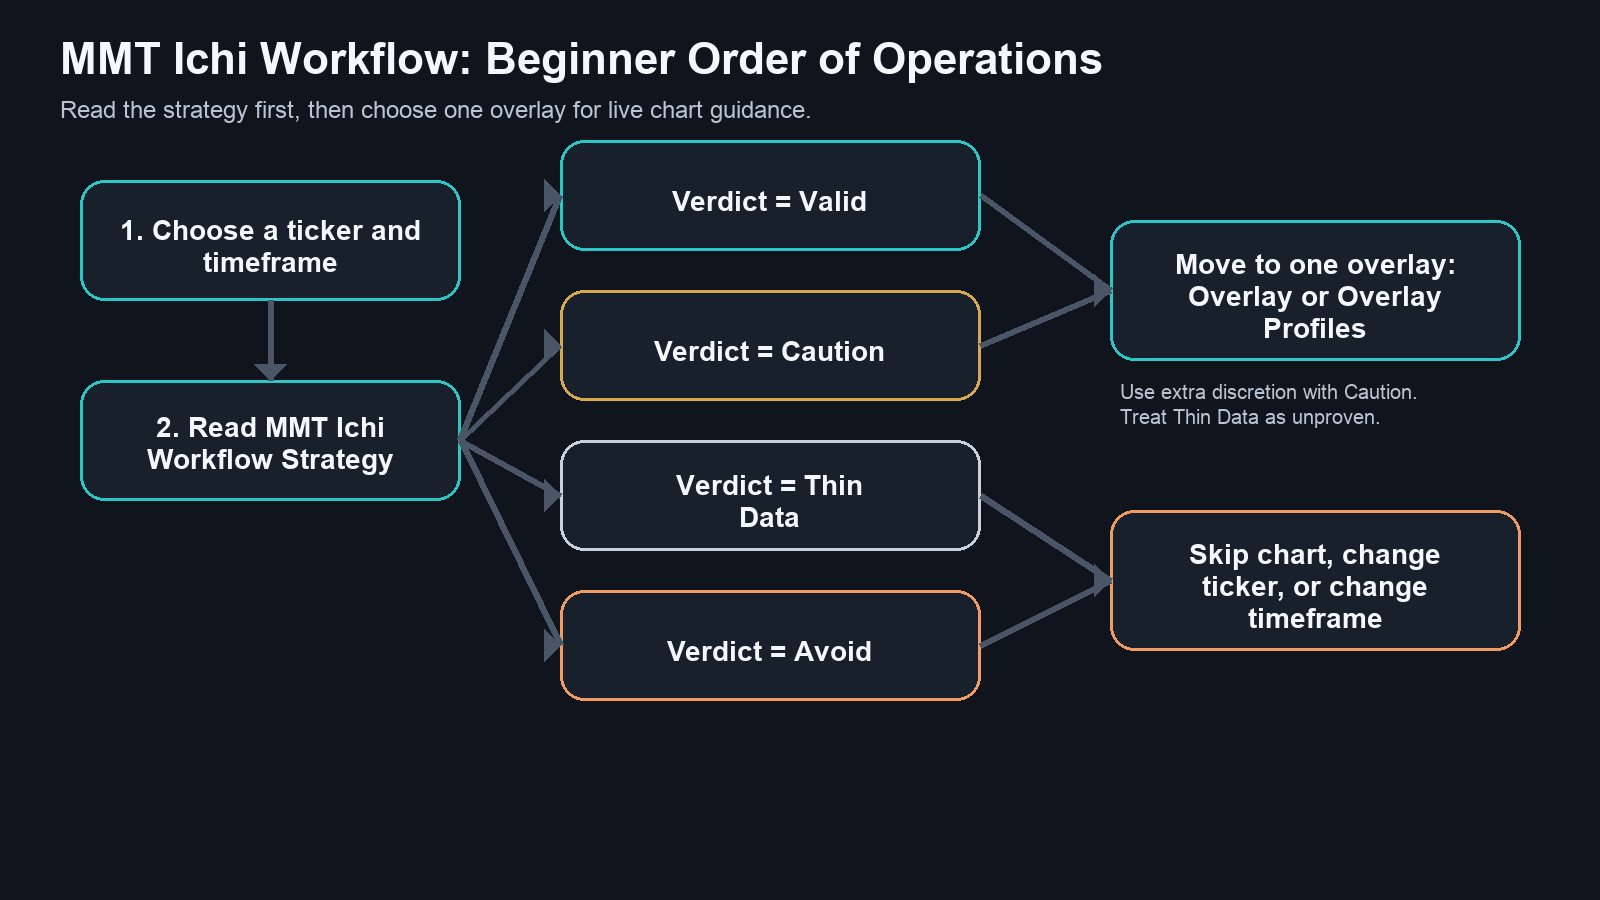 MMT Ichi Workflow: Beginner Order of Operations
Read the strategy first, then choose one overlay for live chart guidance.
1. Choose a ticker and
timeframe
2. Read MMT Ichi
Workflow Strategy
Verdict = Valid
Verdict = Caution
Verdict = Thin
Data
Verdict = Avoid
Move to one overlay:
Overlay or Overlay
Profiles
Use extra discretion with Caution.
Treat Thin Data as unproven.
Skip chart, change
ticker, or change
timeframe